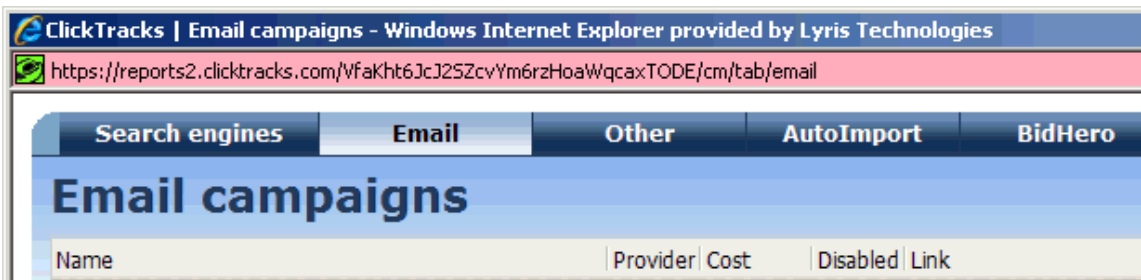 ClickTracks | Email campaigns - Windows Internet Explorer provided by Lyris Technologies
https://reports2.clicktracks.com/VfaKht6JcJ2SZcvYm6rzHoaWqcaxTODE/cm/tab/email
Search engines Email Other AutoImport BidHero
Email campaigns
Name Provider Cost Disabled Link